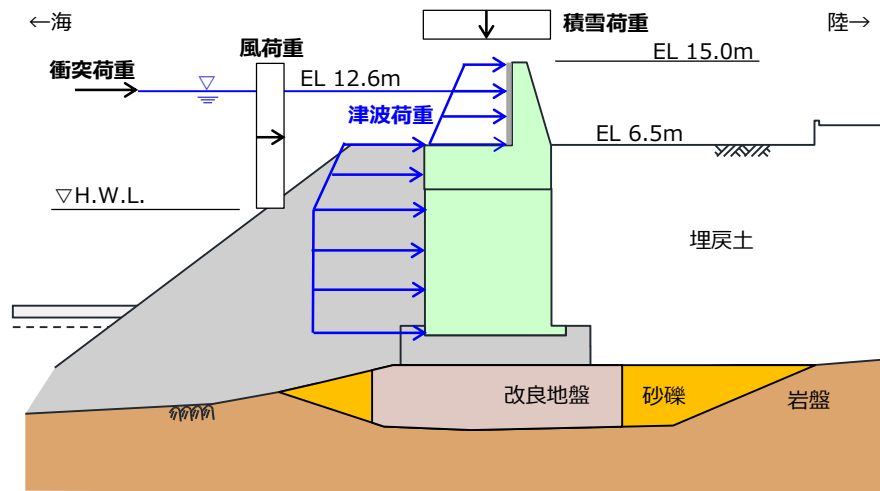 ←海
積雪荷重
陸→
風荷重
EL 15.0m
衝突荷重
▽
EL 12.6m
津波荷重
EL 6.5m
▽H.W.L.
埋戻土
改良地盤
砂礫
岩盤